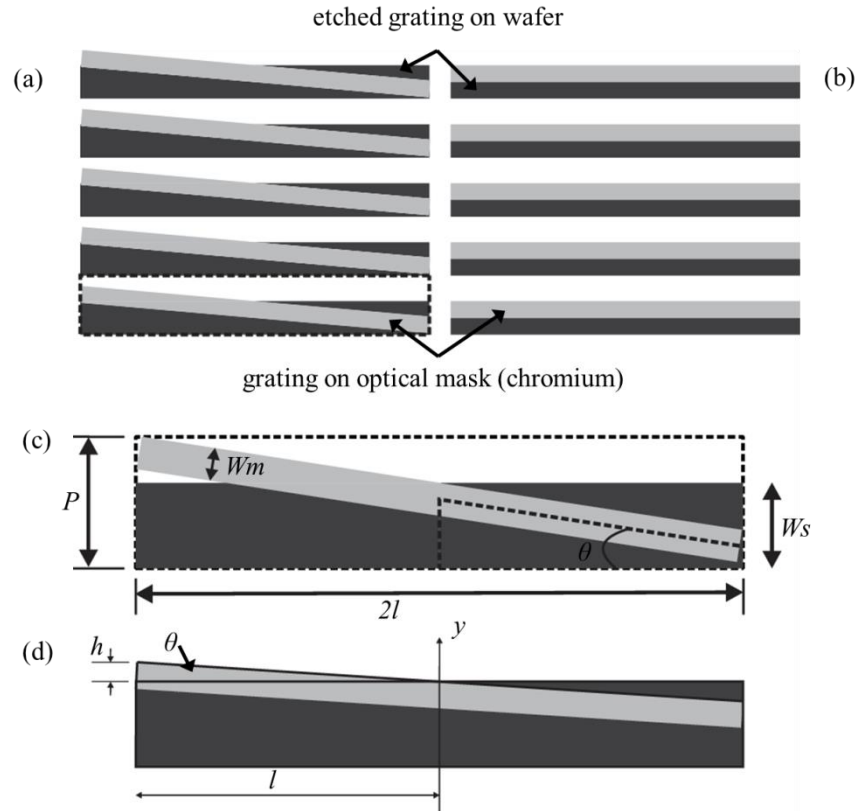 etched grating on wafer
(a)
(b)
grating on optical mask (chromium)
(c)
Wm
P
Ws
θ
2l
y
(d)
θ
h
l